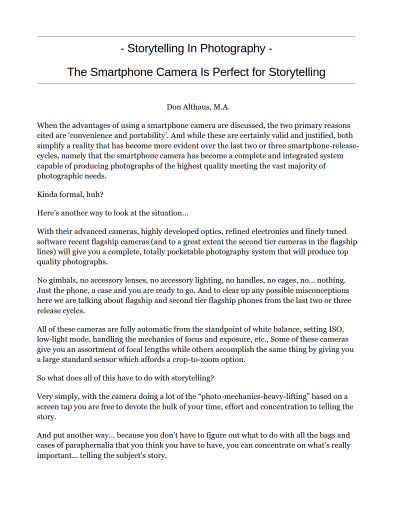 - Storytelling In Photography -
The Smartphone Camera Is Perfect for Storytelling
Don Althaus, M.A.
When the advantages of using a smartphone camera are discussed, the two primary reasons
cited are ‘convenience and portability’. And while these are certainly valid and justified, both
simplify a reality that has become more evident over the last two or three smartphone-release-
cycles, namely that the smartphone camera has become a complete and integrated system
capable of producing photographs of the highest quality meeting the vast majority of
photographic needs.
Kinda formal, huh?
Here’s another way to look at the situation…
With their advanced cameras, highly developed optics, refined electronics and finely tuned
software recent flagship cameras (and to a great extent the second tier cameras in the flagship
lines) will give you a complete, totally pocketable photography system that will produce top
quality photographs.
No gimbals, no accessory lenses, no accessory lighting, no handles, no cages, no… nothing.
Just the phone, a case and you are ready to go. And to clear up any possible misconceptions
here we are talking about flagship and second tier flagship phones from the last two or three
release cycles.
All of these cameras are fully automatic from the standpoint of white balance, setting ISO,
low-light mode, handling the mechanics of focus and exposure, etc., Some of these cameras
give you an assortment of focal lengths while others accomplish the same thing by giving you
a large standard sensor which affords a crop-to-zoom option.
So what does all of this have to do with storytelling?
Very simply, with the camera doing a lot of the “photo-mechanics-heavy-lifting” based on a
screen tap you are free to devote the bulk of your time, effort and concentration to telling the
story.
And put another way… because you don’t have to figure out what to do with all the bags and
cases of paraphernalia that you think you have to have, you can concentrate on what’s really
important… telling the subject’s story.